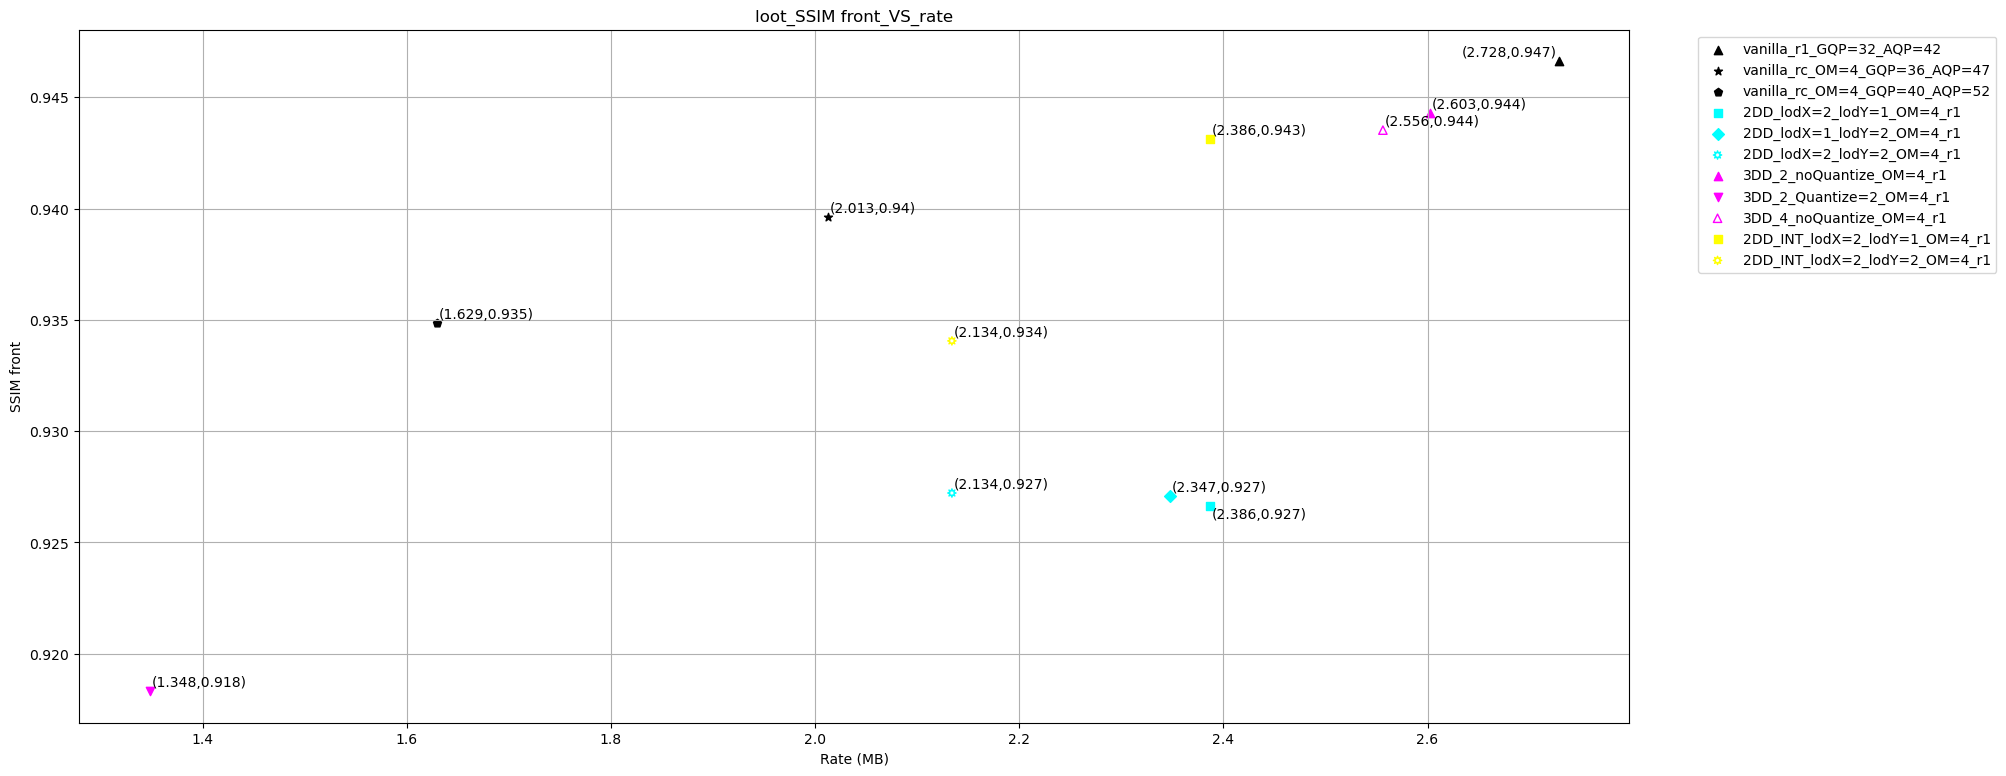 loot_SSIM front_VS_rate
(2.728,0.947)
(2.603,0.944)
(2.556,0.944)
(2.386,0.943)
(2.013,0.94)
(1.629,0.935)
(2.134,0.934)
(2.134,0.927)
(2.347,0.927)
(2.386,0.927)
(1.348,0.918)
0.945
0.940
0.935
0.930
0.925
0.920
SSIM front
1.4
1.6
1.8
2.0
2.2
2.4
2.6
Rate (MB)
vanilla_r1_GQP=32_AQP=42
vanilla_rc_OM=4_GQP=36_AQP=47
vanilla_rc_OM=4_GQP=40_AQP=52
2DD_lodX=2_lodY=1_OM=4_r1
2DD_lodX=1_lodY=2_OM=4_r1
2DD_lodX=2_lodY=2_OM=4_r1
3DD_2_noQuantize_OM=4_r1
3DD_2_Quantize=2_OM=4_r1
3DD_4_noQuantize_OM=4_r1
2DD_INT_lodX=2_lodY=1_OM=4_r1
2DD_INT_lodX=2_lodY=2_OM=4_r1